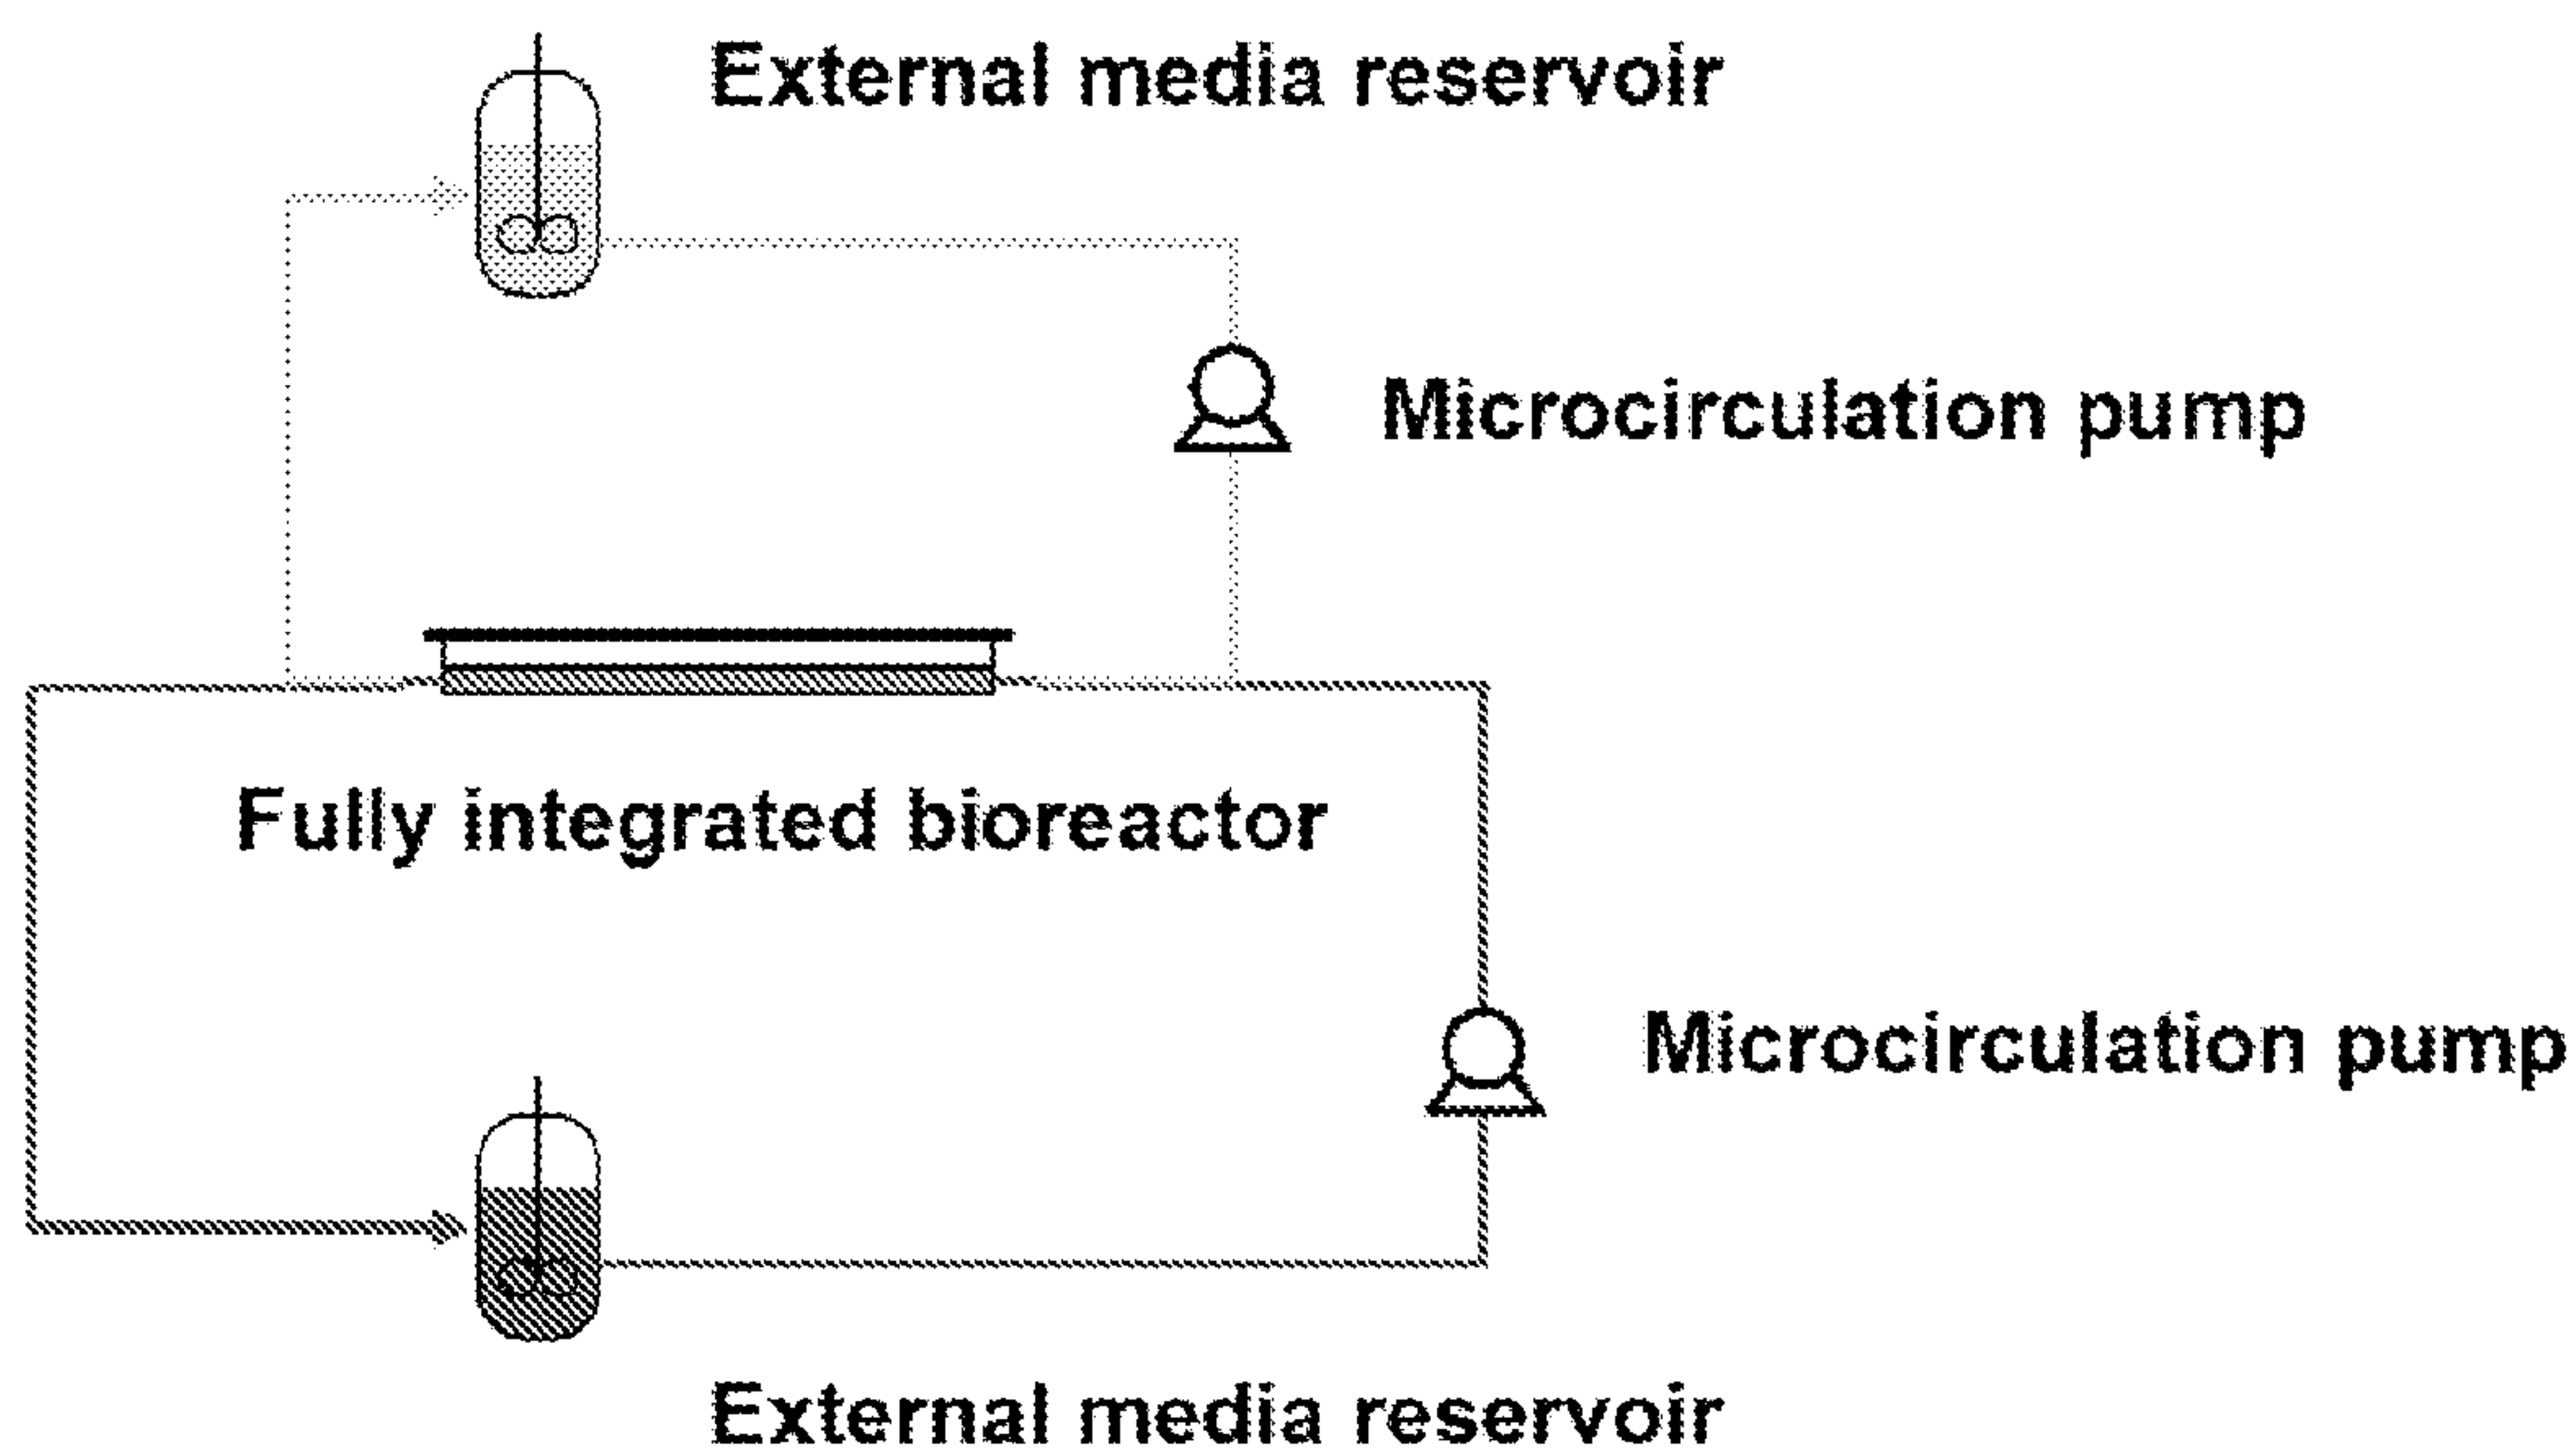 External media reservoir
Microcirculation pump
Fully integrated bioreactor
Microcirculation pump
External media reservoir